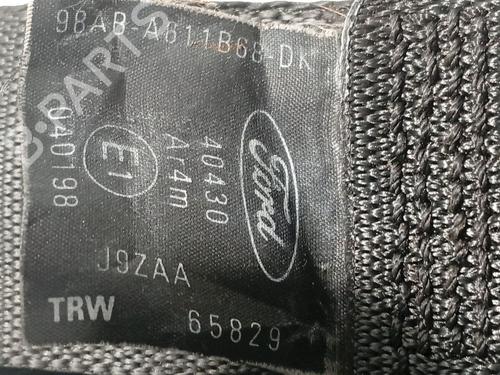 98AB-A611B68-DK
Ford
40430
Ar4m
E1
040198
J9ZAA
TRW
65829
B-PARTS